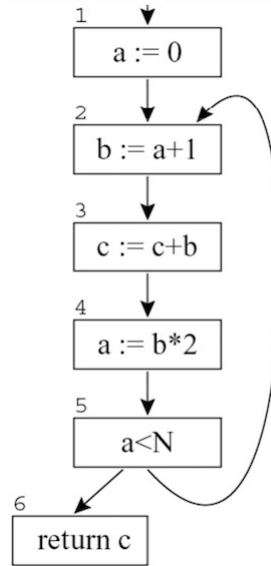 1
a := 0
2
b := a+1
3
c := c+b
4
a := b*2
5
a<N
6
return c